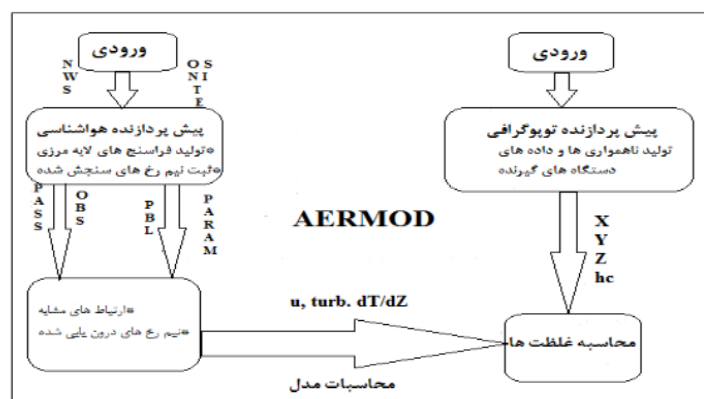 ورودی
NWS
ON SITE
پیش پردازنده هواشناسی
*تولید فراسنج های لایه مرزی
*ثبت نیم رخ های سنجش شده
PASS
OBS
PBL
PARAM
*ارتباط های مشابه
*نیم رخ های درون یابی شده
AERMOD
u, turb. dT/dZ
محاسبات مدل
ورودی
پیش پردازنده توپوگرافی
تولید ناهمواری ها و داده های
دستگاه های گیرنده
X
Y
Z
hc
محاسبه غلظت ها